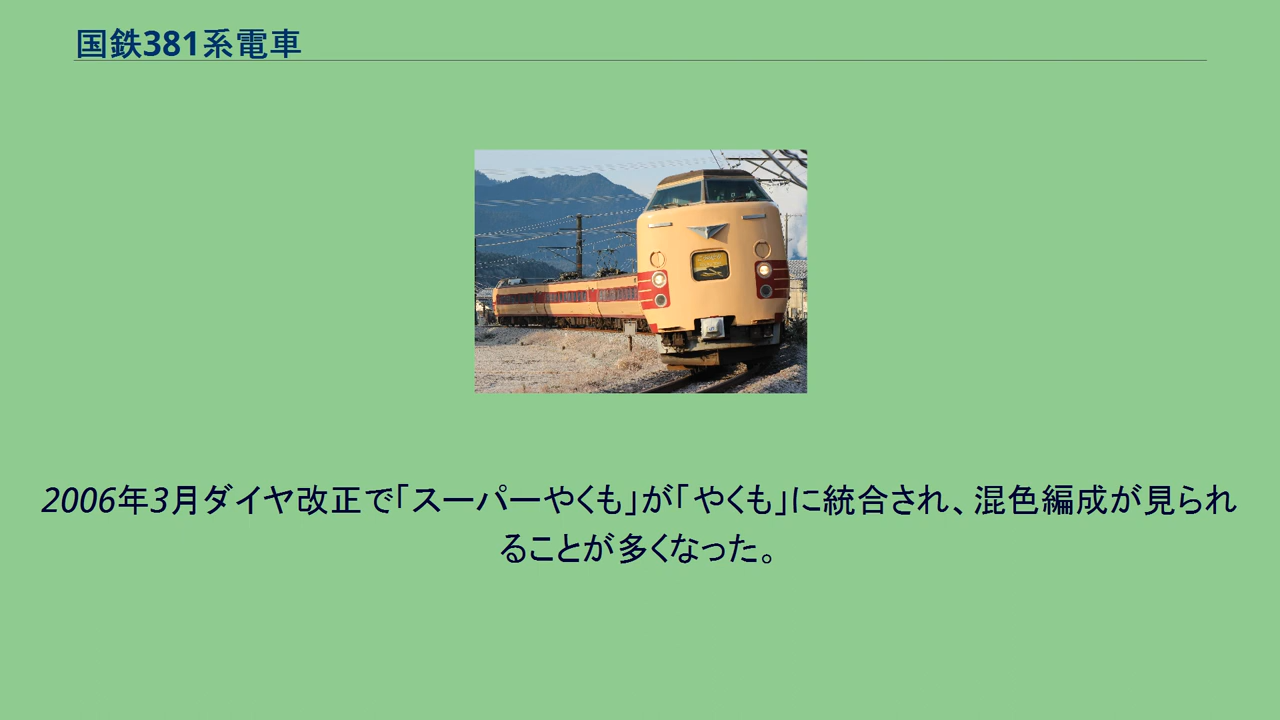 国鉄381系電車
2006年3月ダイヤ改正で「スーパーやくも」が「やくも」に統合され、混色編成が見られ
ることが多くなった。